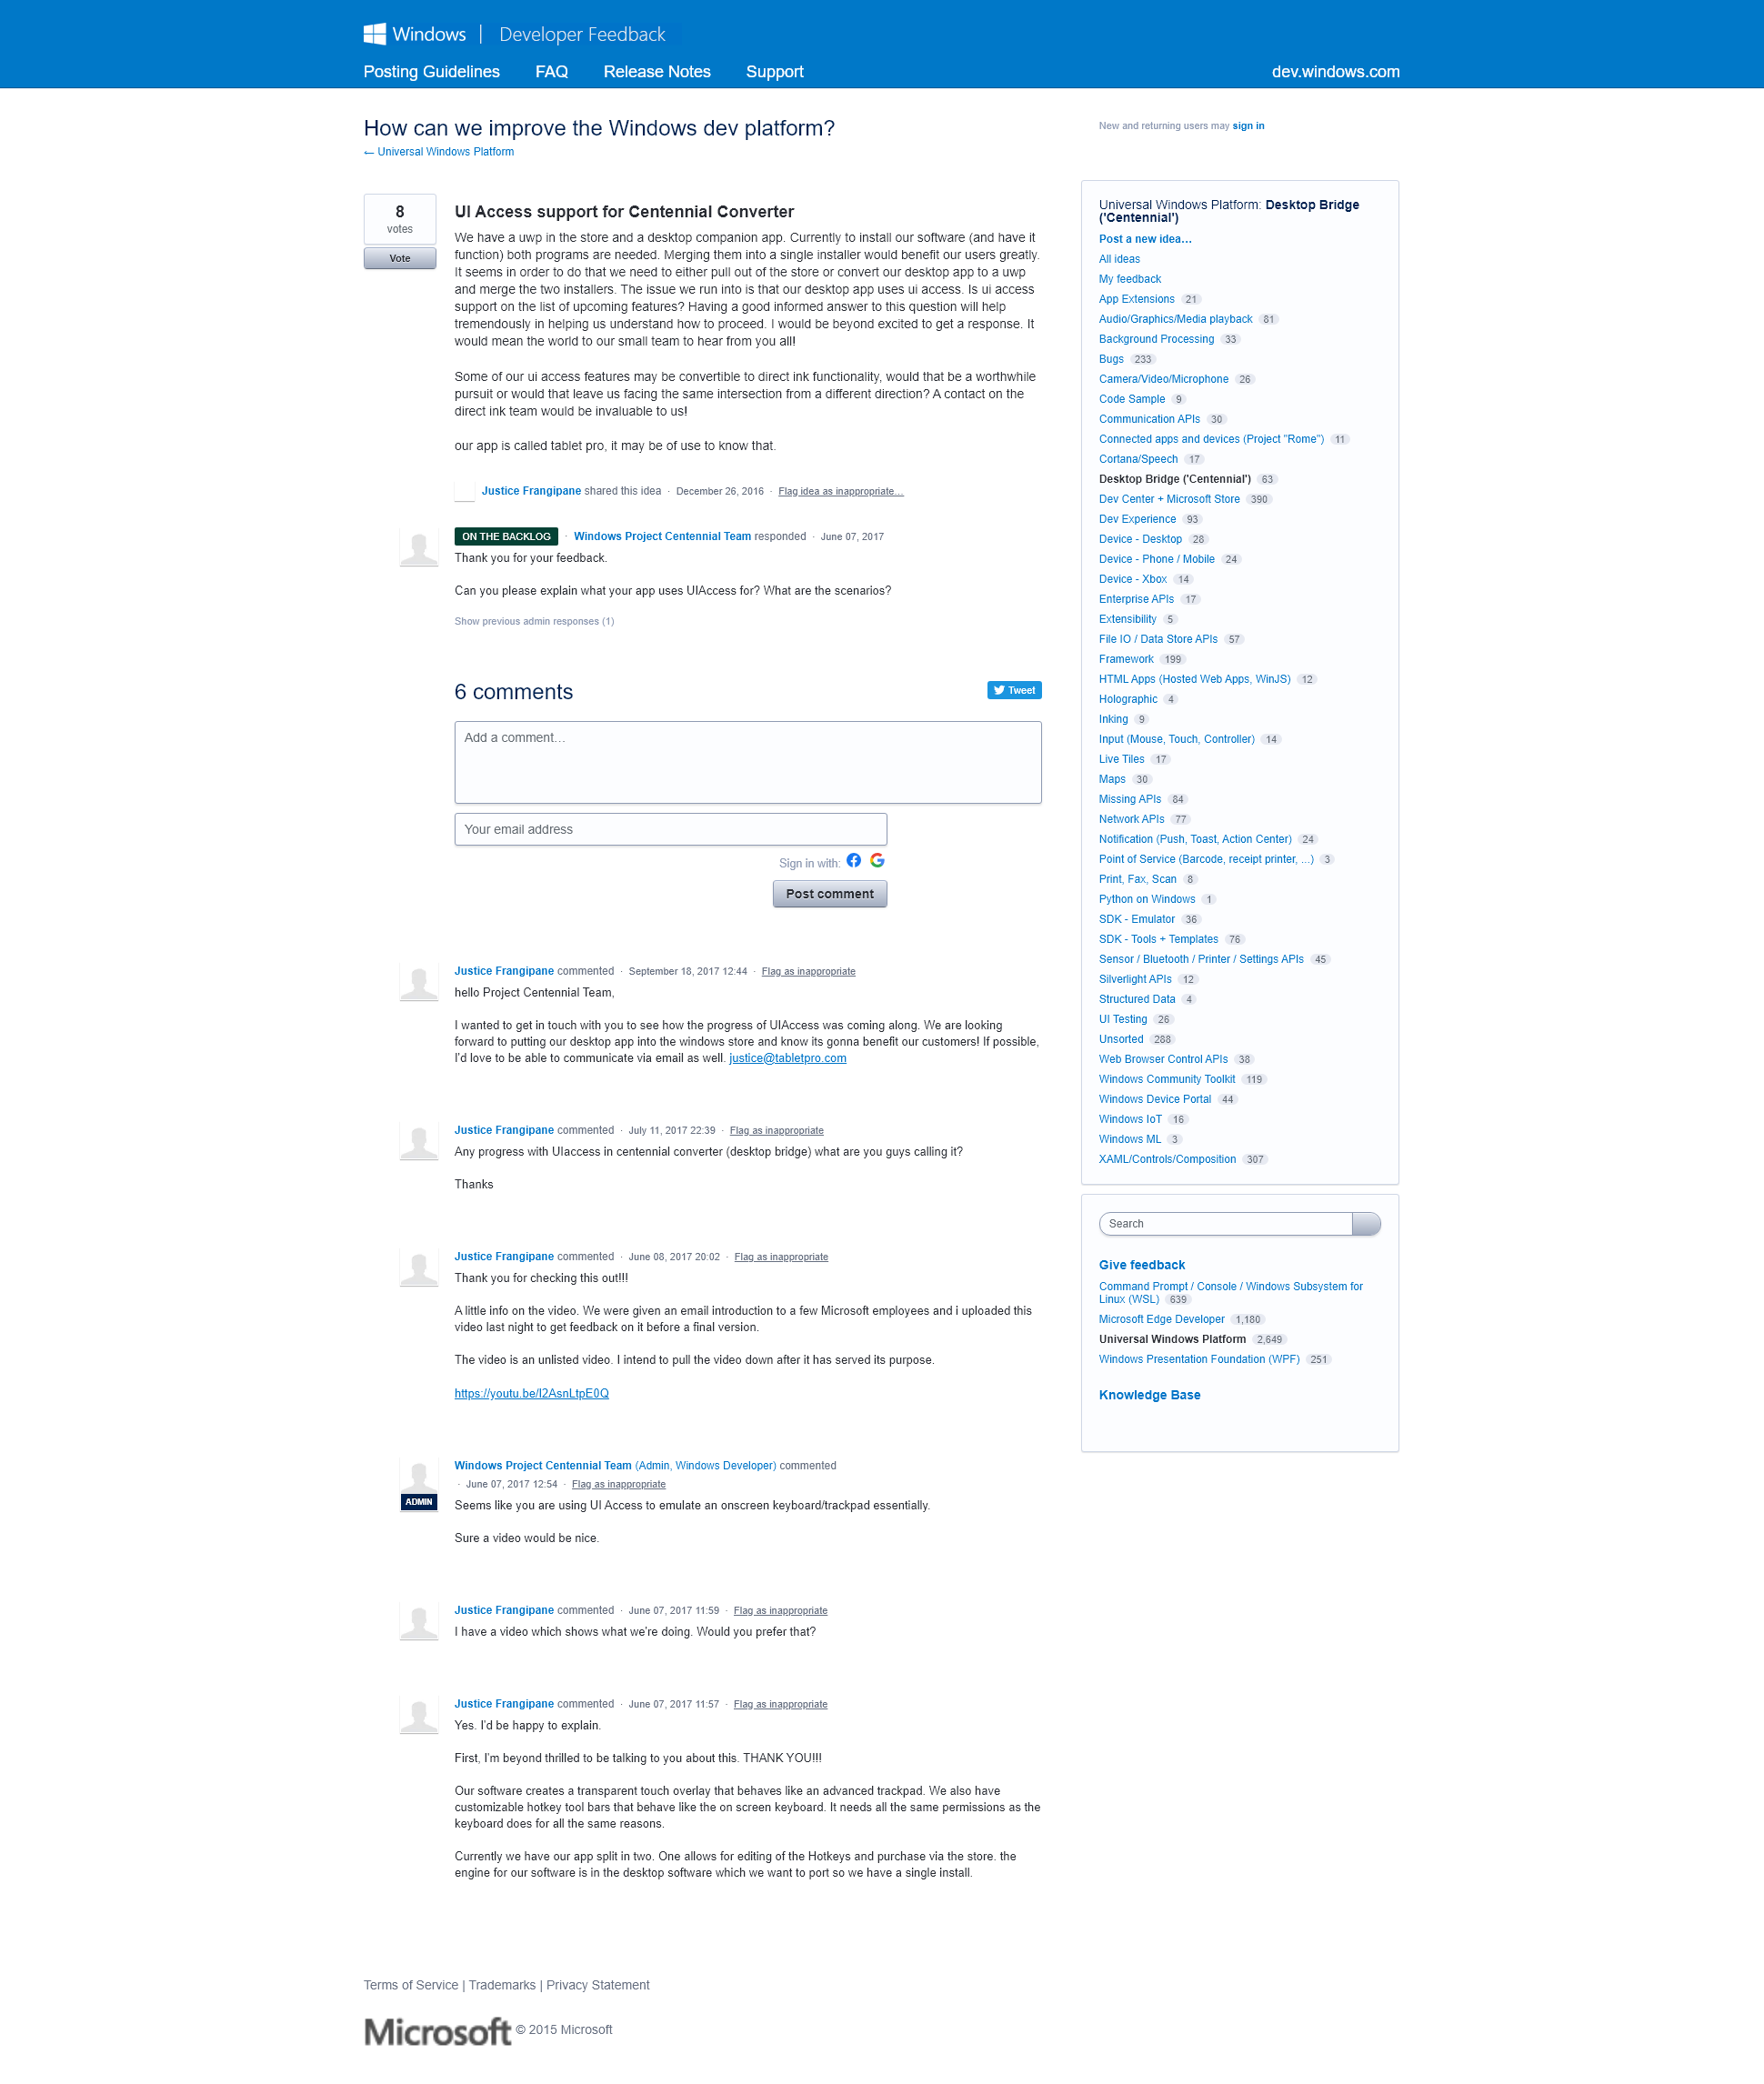 Windows | Developer Feedback
Posting Guidelines FAQ Release Notes Support dev.windows.com
How can we improve the Windows dev platform?
← Universal Windows Platform
New and returning users may sign in
8
votes
Vote
UI Access support for Centennial Converter
We have a uwp in the store and a desktop companion app. Currently to install our software (and have it
function) both programs are needed. Merging them into a single installer would benefit our users greatly.
It seems in order to do that we need to either pull out of the store or convert our desktop app to a uwp
and merge the two installers. The issue we run into is that our desktop app uses ui access. Is ui access
support on the list of upcoming features? Having a good informed answer to this question will help
tremendously in helping us understand how to proceed. I would be beyond excited to get a response. It
would mean the world to our small team to hear from you all!
Some of our ui access features may be convertible to direct ink functionality, would that be a worthwhile
pursuit or would that leave us facing the same intersection from a different direction? A contact on the
direct ink team would be invaluable to us!
our app is called tablet pro, it may be of use to know that.
Justice Frangipane shared this idea · December 26, 2016 · Flag idea as inappropriate…
ON THE BACKLOG · Windows Project Centennial Team responded · June 07, 2017
Thank you for your feedback.
Can you please explain what your app uses UIAccess for? What are the scenarios?
Show previous admin responses (1)
6 comments
Tweet
Add a comment…
Your email address
Sign in with:
Post comment
Justice Frangipane commented · September 18, 2017 12:44 · Flag as inappropriate
hello Project Centennial Team,
I wanted to get in touch with you to see how the progress of UIAccess was coming along. We are looking
forward to putting our desktop app into the windows store and know its gonna benefit our customers! If possible,
I'd love to be able to communicate via email as well. justice@tabletpro.com
Justice Frangipane commented · July 11, 2017 22:39 · Flag as inappropriate
Any progress with UIaccess in centennial converter (desktop bridge) what are you guys calling it?
Thanks
Justice Frangipane commented · June 08, 2017 20:02 · Flag as inappropriate
Thank you for checking this out!!!
A little info on the video. We were given an email introduction to a few Microsoft employees and i uploaded this
video last night to get feedback on it before a final version.
The video is an unlisted video. I intend to pull the video down after it has served its purpose.
https://youtu.be/I2AsnLtpE0Q
Windows Project Centennial Team (Admin, Windows Developer) commented
· June 07, 2017 12:54 · Flag as inappropriate
ADMIN
Seems like you are using UI Access to emulate an onscreen keyboard/trackpad essentially.
Sure a video would be nice.
Justice Frangipane commented · June 07, 2017 11:59 · Flag as inappropriate
I have a video which shows what we're doing. Would you prefer that?
Justice Frangipane commented · June 07, 2017 11:57 · Flag as inappropriate
Yes. I'd be happy to explain.
First, I'm beyond thrilled to be talking to you about this. THANK YOU!!!
Our software creates a transparent touch overlay that behaves like an advanced trackpad. We also have
customizable hotkey tool bars that behave like the on screen keyboard. It needs all the same permissions as the
keyboard does for all the same reasons.
Currently we have our app split in two. One allows for editing of the Hotkeys and purchase via the store. the
engine for our software is in the desktop software which we want to port so we have a single install.
Universal Windows Platform: Desktop Bridge
('Centennial')
Post a new idea…
All ideas
My feedback
App Extensions 21
Audio/Graphics/Media playback 81
Background Processing 33
Bugs 233
Camera/Video/Microphone 26
Code Sample 9
Communication APIs 30
Connected apps and devices (Project "Rome") 11
Cortana/Speech 17
Desktop Bridge ('Centennial') 63
Dev Center + Microsoft Store 390
Dev Experience 93
Device - Desktop 28
Device - Phone / Mobile 24
Device - Xbox 14
Enterprise APIs 17
Extensibility 5
File IO / Data Store APIs 57
Framework 199
HTML Apps (Hosted Web Apps, WinJS) 12
Holographic 4
Inking 9
Input (Mouse, Touch, Controller) 14
Live Tiles 17
Maps 30
Missing APIs 84
Network APIs 77
Notification (Push, Toast, Action Center) 24
Point of Service (Barcode, receipt printer, ...) 3
Print, Fax, Scan 8
Python on Windows 1
SDK - Emulator 36
SDK - Tools + Templates 76
Sensor / Bluetooth / Printer / Settings APIs 45
Silverlight APIs 12
Structured Data 4
UI Testing 26
Unsorted 288
Web Browser Control APIs 38
Windows Community Toolkit 119
Windows Device Portal 44
Windows IoT 16
Windows ML 3
XAML/Controls/Composition 307
Search
Give feedback
Command Prompt / Console / Windows Subsystem for
Linux (WSL) 639
Microsoft Edge Developer 1,180
Universal Windows Platform 2,649
Windows Presentation Foundation (WPF) 251
Knowledge Base
Terms of Service | Trademarks | Privacy Statement
Microsoft © 2015 Microsoft